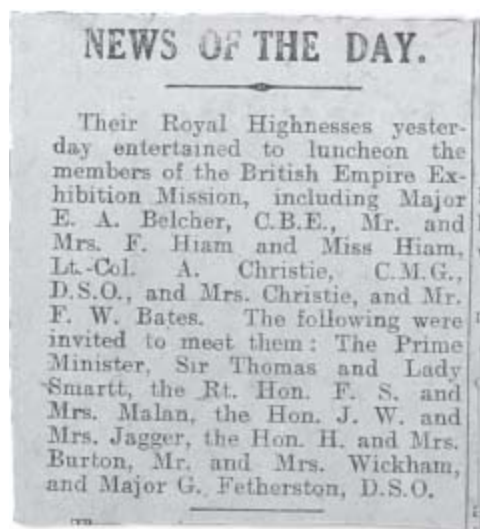 NEWS OF THE DAY.
Their Royal Highnesses yester-
day entertained to luncheon the
members of the British Empire Ex-
hibition Mission, including Major
E. A. Belcher, C.B.E., Mr. and
Mrs. F. Hiam and Miss Hiam,
Lt.-Col. A. Christie, C.M.G.,
D.S.O., and Mrs. Christie, and Mr.
F. W. Bates. The following were
invited to meet them: The Prime
Minister, Sir Thomas and Lady
Smartt, the Rt. Hon. F. S. and
Mrs. Malan, the Hon. J. W. and
Mrs. Jagger, the Hon. H. and Mrs.
Burton, Mr. and Mrs. Wickham,
and Major G. Fetherston, D.S.O.